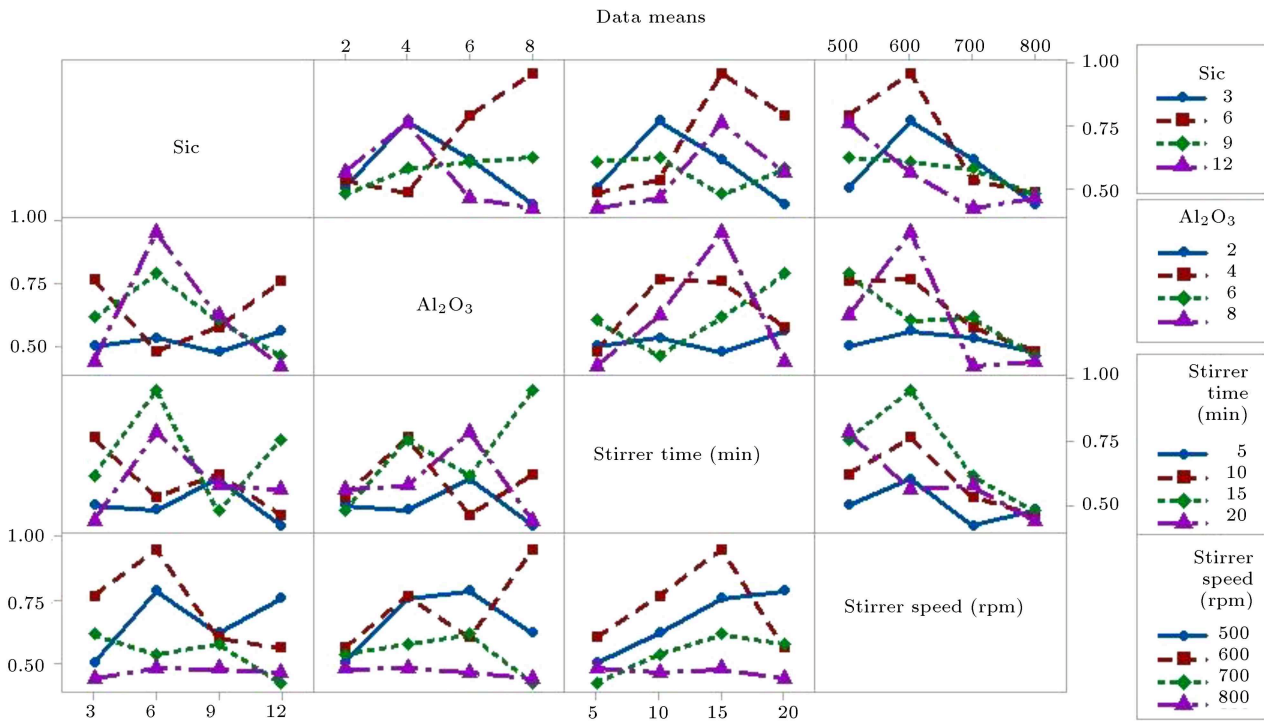 Data means
2 4 6 8
500 600 700 800
1.00
0.75
0.50
Sic
1.00
0.75
0.50
Al₂O₃
1.00
0.75
0.50
Stirrer time (min)
1.00
0.75
0.50
Stirrer speed (rpm)
3 6 9 12
5 10 15 20
Sic
3
6
9
12
Al₂O₃
2
4
6
8
Stirrer
time
(min)
5
10
15
20
Stirrer
speed
(rpm)
500
600
700
800